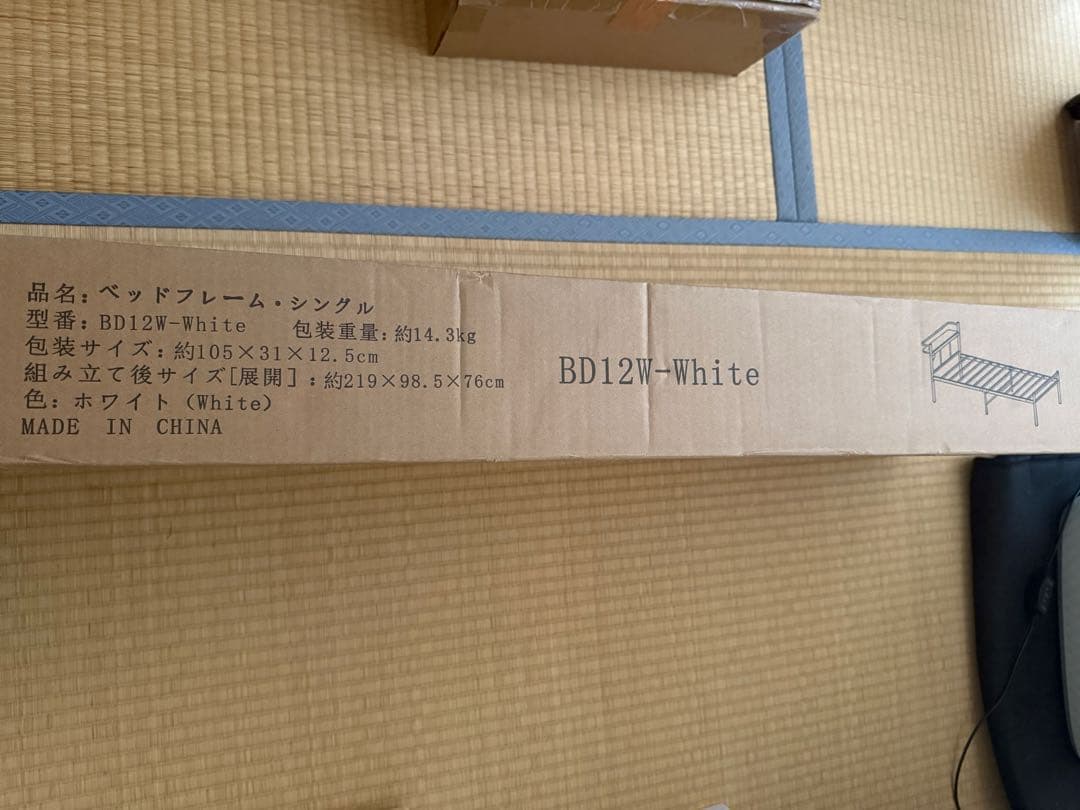 品名：ベッドフレーム・シングル
型番：BD12W-White 包装重量：約14.3kg
包装サイズ：約105×31×12.5cm
組み立て後サイズ[展開]：約219×98.5×76cm
色：ホワイト（White）
MADE IN CHINA
BD12W-White